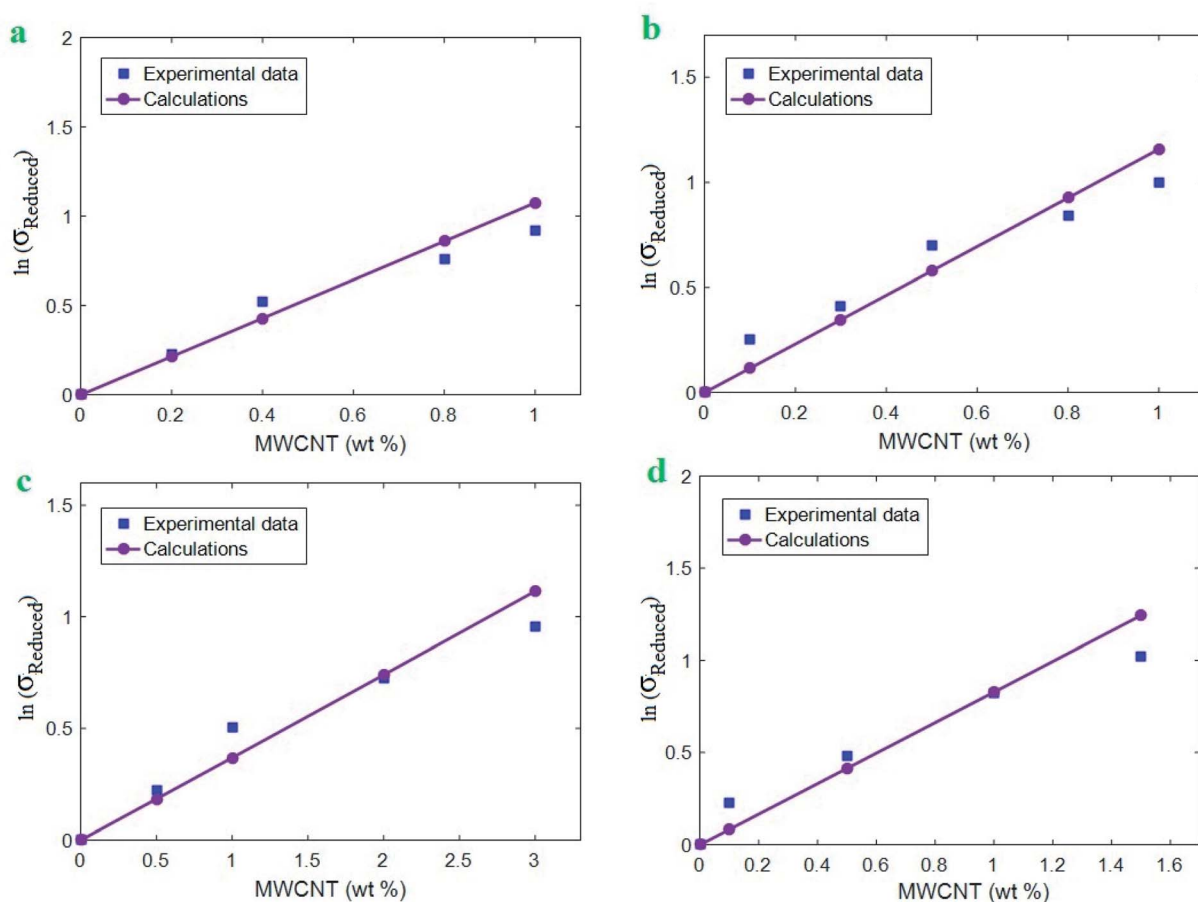 a
2
1.5
1
0.5
0
ln (σReduced)
Experimental data
Calculations
0 0.2 0.4 0.6 0.8 1
MWCNT (wt %)
b
1.5
1
0.5
0
ln (σReduced)
Experimental data
Calculations
0 0.2 0.4 0.6 0.8 1
MWCNT (wt %)
c
1.5
1
0.5
0
ln (σReduced)
Experimental data
Calculations
0 0.5 1 1.5 2 2.5 3
MWCNT (wt %)
d
2
1.5
1
0.5
0
ln (σReduced)
Experimental data
Calculations
0 0.2 0.4 0.6 0.8 1 1.2 1.4 1.6
MWCNT (wt %)